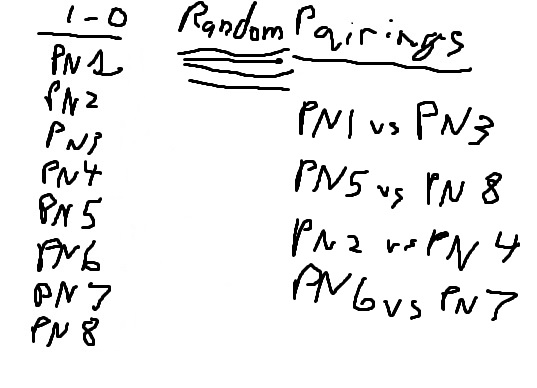 1-0
PN1
PN2
PN3
PN4
PN5
PN6
PN7
PN8
Random Pairings
PN1 vs PN3
PN5 vs PN 8
PN2 vs PN 4
PN6 vs PN7